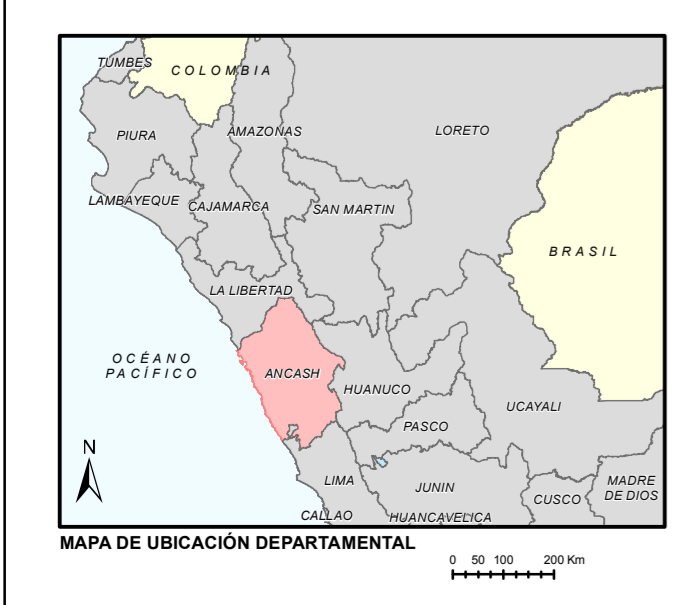 TUMBES
COLOMBIA
PIURA
AMAZONAS
LORETO
LAMBAYEQUE
CAJAMARCA
SAN MARTIN
BRASIL
LA LIBERTAD
OCÉANO
PACÍFICO
ANCASH
HUANUCO
UCAYALI
PASCO
N
LIMA
JUNIN
CUSCO
MADRE
DE DIOS
CALLAO
HUANCAVELICA
MAPA DE UBICACIÓN DEPARTAMENTAL
0 50 100 200 Km